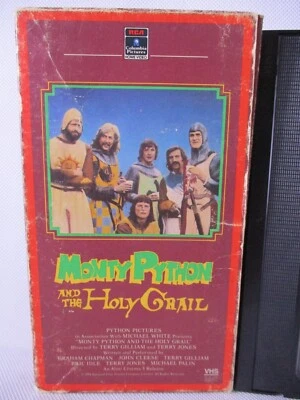 RCA
Columbia
Pictures
HOME VIDEO
MONTY PYTHON
AND THE HOLY GRAIL
PYTHON PICTURES
In Association With MICHAEL WHITE Presents
"MONTY PYTHON AND THE HOLY GRAIL"
Directed by TERRY GILLIAM and TERRY JONES
Written and Performed by
GRAHAM CHAPMAN JOHN CLEESE TERRY GILLIAM
ERIC IDLE TERRY JONES MICHAEL PALIN
VHS